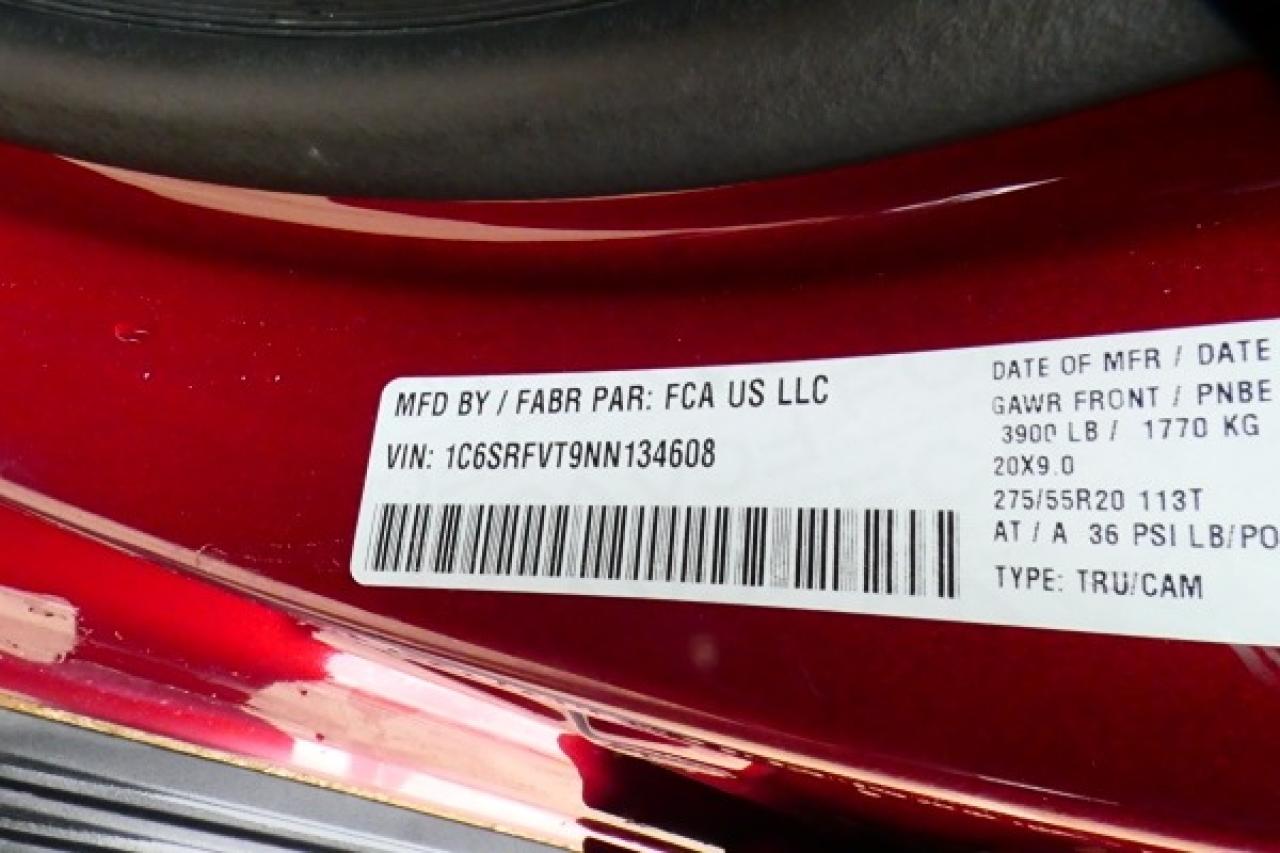 MFD BY / FABR PAR: FCA US LLC
VIN: 1C6SRFVT9NN134608
DATE OF MFR / DATE
GAWR FRONT / PNBE
3900 LB / 1770 KG
20X9.0
275/55R20 113T
AT / A 36 PSI LB/PO
TYPE: TRU/CAM